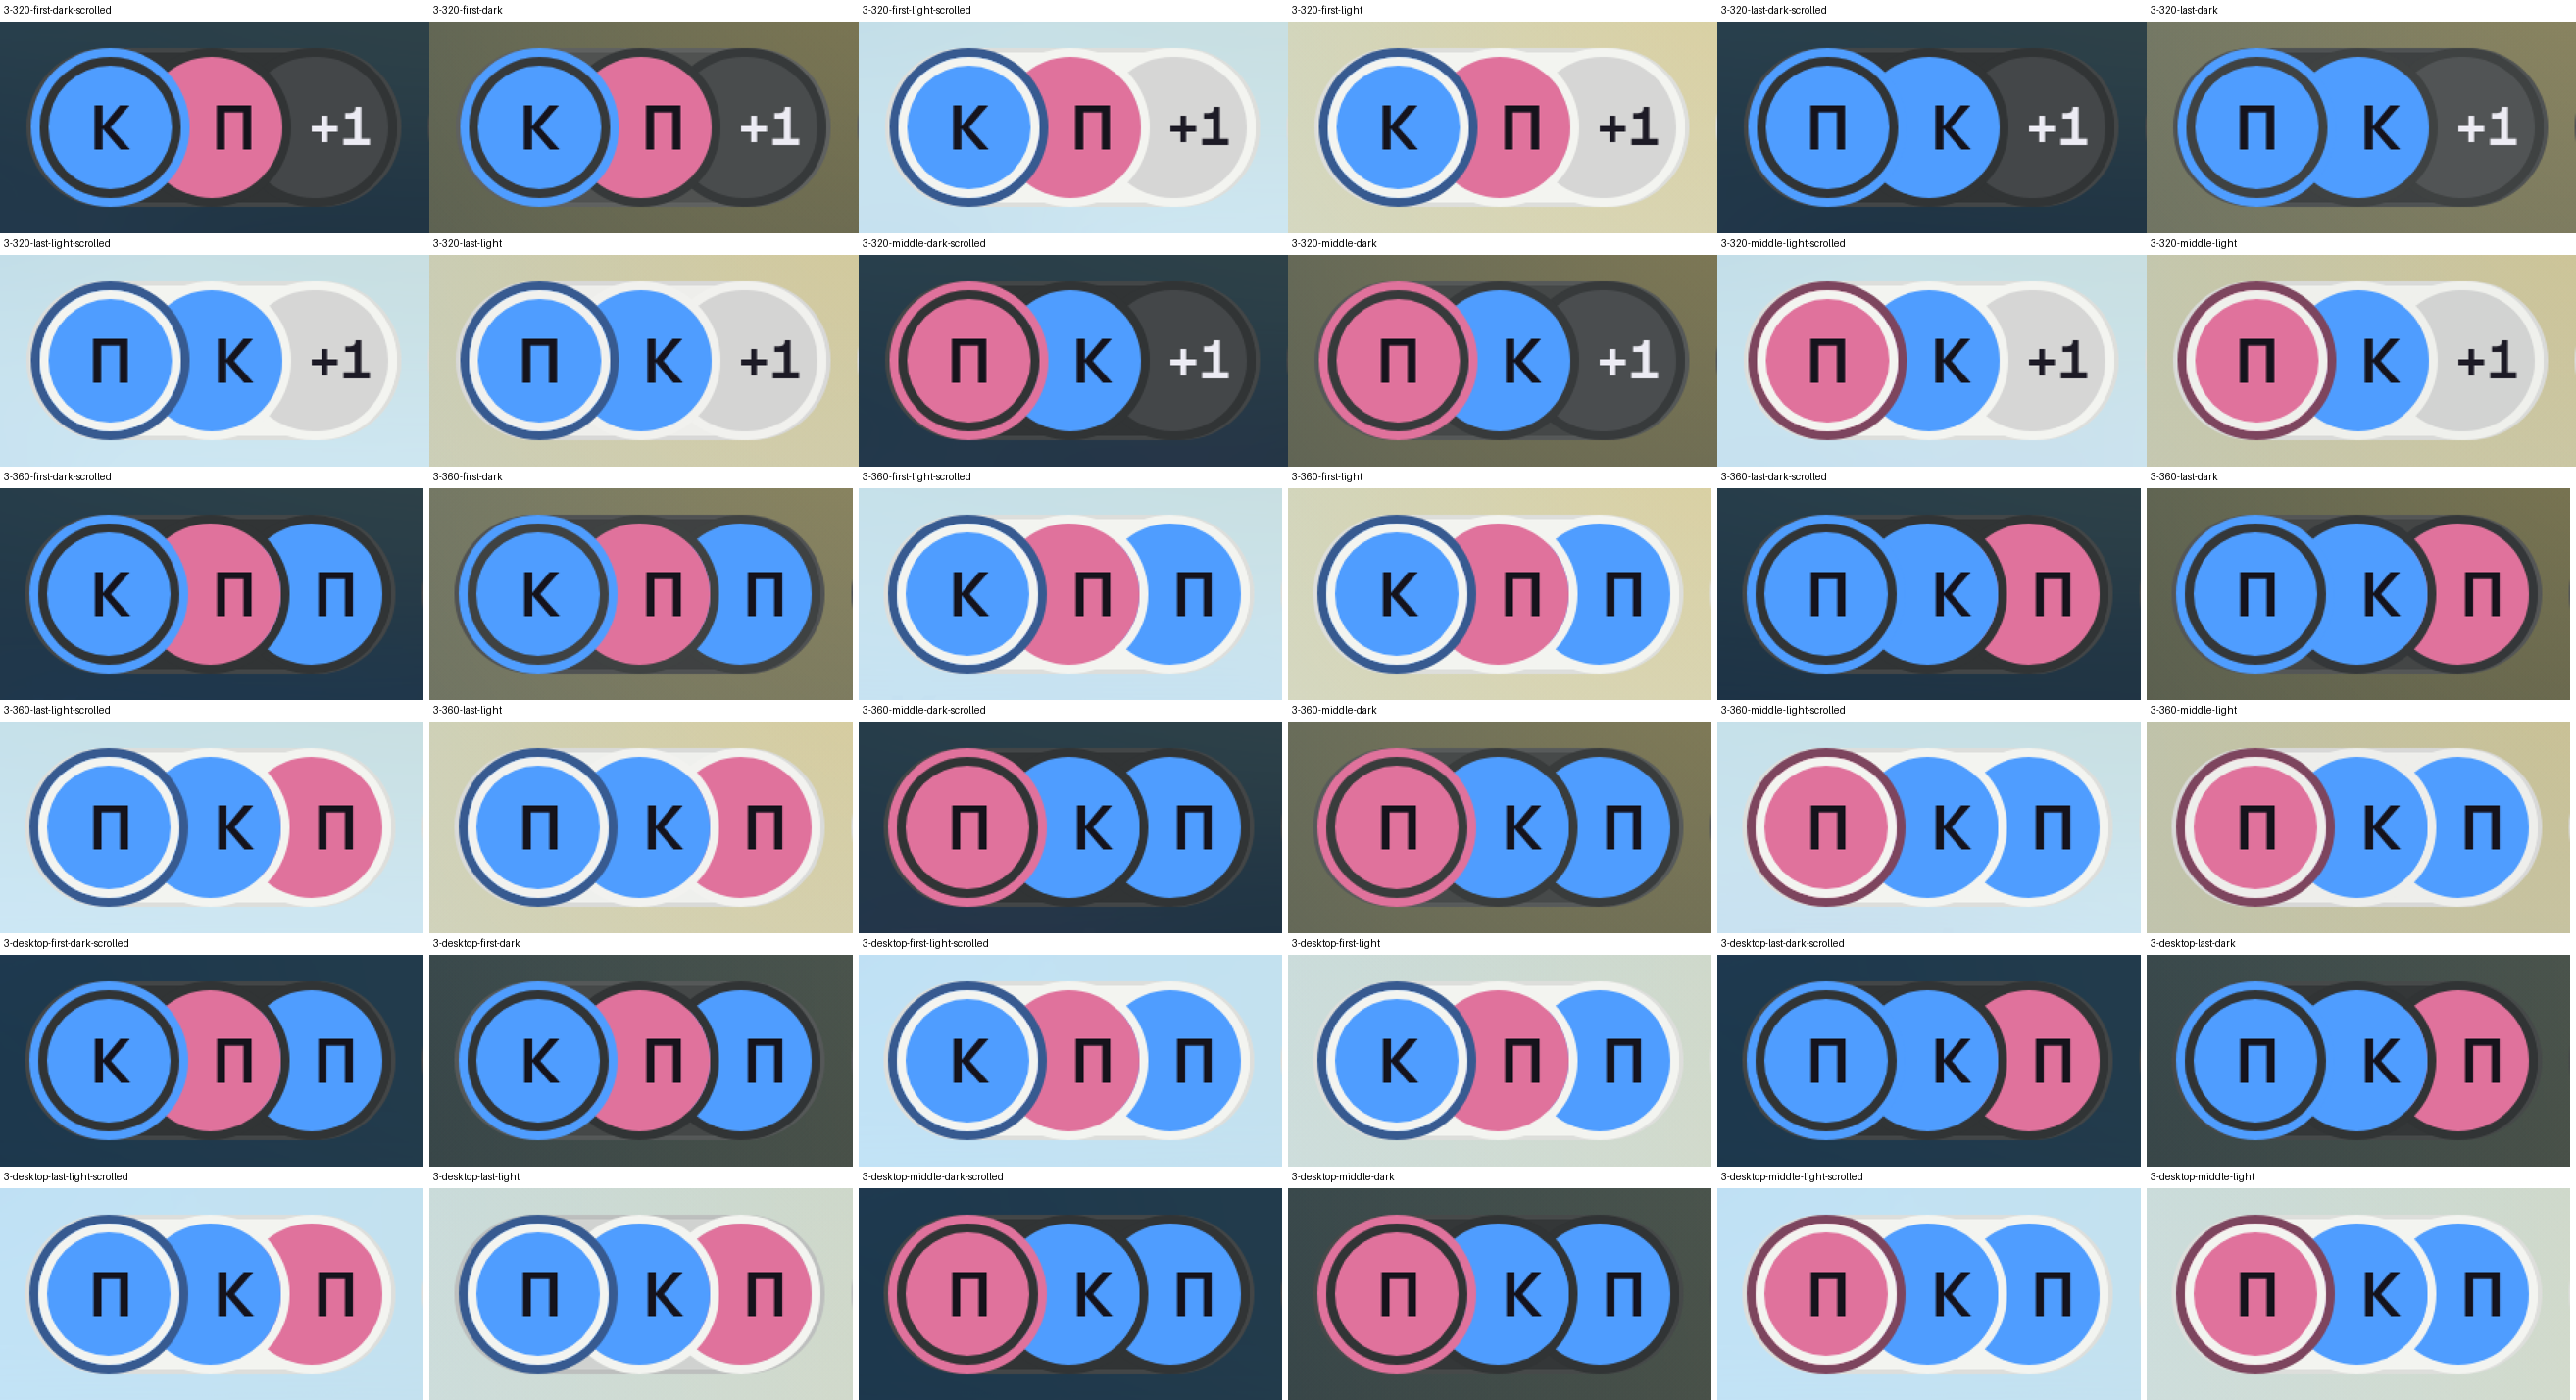 3-320-first-dark-scrolled 3-320-first-dark 3-320-first-light-scrolled 3-320-first-light 3-320-last-dark-scrolled 3-320-last-dark
К П +1 К П +1 К П +1 К П +1 П К +1 П К +1
3-320-last-light-scrolled 3-320-last-light 3-320-middle-dark-scrolled 3-320-middle-dark 3-320-middle-light-scrolled 3-320-middle-light
П К +1 П К +1 П К +1 П К +1 П К +1 П К +1
3-360-first-dark-scrolled 3-360-first-dark 3-360-first-light-scrolled 3-360-first-light 3-360-last-dark-scrolled 3-360-last-dark
К П П К П П К П П К П П П К П П К П
3-360-last-light-scrolled 3-360-last-light 3-360-middle-dark-scrolled 3-360-middle-dark 3-360-middle-light-scrolled 3-360-middle-light
П К П П К П П К П П К П П К П П К П
3-desktop-first-dark-scrolled 3-desktop-first-dark 3-desktop-first-light-scrolled 3-desktop-first-light 3-desktop-last-dark-scrolled 3-desktop-last-dark
К П П К П П К П П К П П П К П П К П
3-desktop-last-light-scrolled 3-desktop-last-light 3-desktop-middle-dark-scrolled 3-desktop-middle-dark 3-desktop-middle-light-scrolled 3-desktop-middle-light
П К П П К П П К П П К П П К П П К П